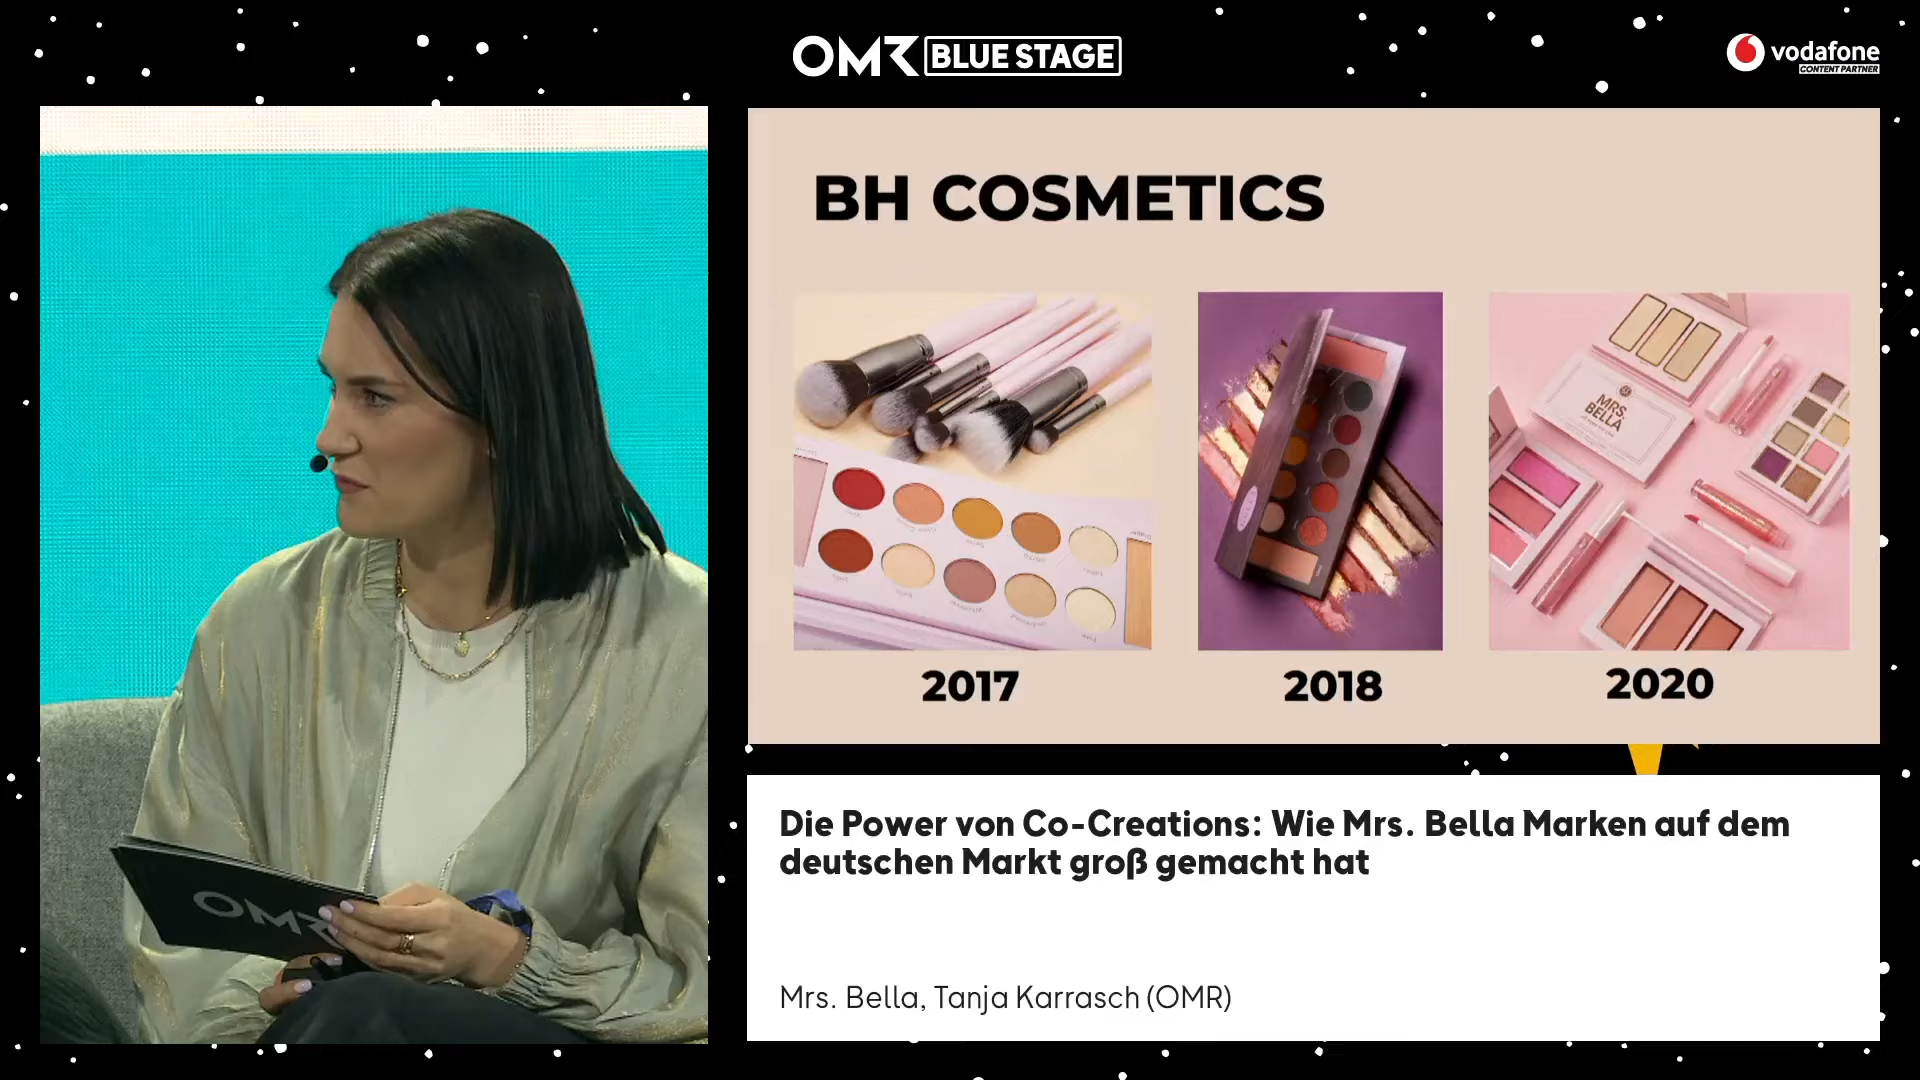 OMR BLUE STAGE
vodafone
CONTENT PARTNER
BH COSMETICS
MRS.
BELLA
2017
2018
2020
OMR
Die Power von Co-Creations: Wie Mrs. Bella Marken auf dem
deutschen Markt groß gemacht hat
Mrs. Bella, Tanja Karrasch (OMR)